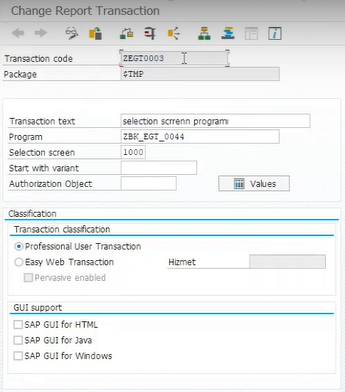 Change Report Transaction
Transaction code ZEGT0003
Package $TMP
Transaction text selection scrrenn programı
Program ZBK_EGT_0044
Selection screen 1000
Start with variant
Authorization Object Values
Classification
Transaction classification
Professional User Transaction
Easy Web Transaction Hizmet
Pervasive enabled
GUI support
SAP GUI for HTML
SAP GUI for Java
SAP GUI for Windows